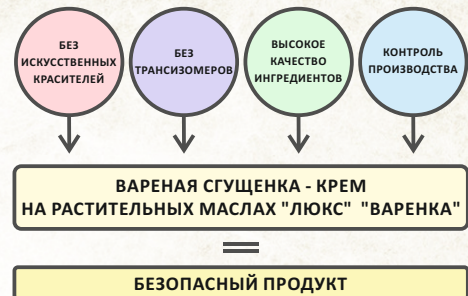 БЕЗ
ИСКУССТВЕННЫХ
КРАСИТЕЛЕЙ
БЕЗ
ТРАНСИЗОМЕРОВ
ВЫСОКОЕ
КАЧЕСТВО
ИНГРЕДИЕНТОВ
КОНТРОЛЬ
ПРОИЗВОДСТВА
ВАРЕНАЯ СГУЩЕНКА - КРЕМ
НА РАСТИТЕЛЬНЫХ МАСЛАХ "ЛЮКС" "ВАРЕНКА"
=
БЕЗОПАСНЫЙ ПРОДУКТ